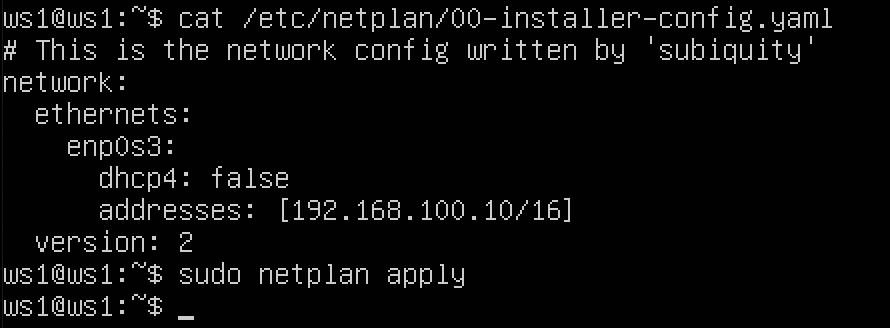 ws1@ws1:~$ cat /etc/netplan/00-installer-config.yaml
# This is the network config written by 'subiquity'
network:
  ethernets:
    enp0s3:
      dhcp4: false
      addresses: [192.168.100.10/16]
  version: 2
ws1@ws1:~$ sudo netplan apply
ws1@ws1:~$ _